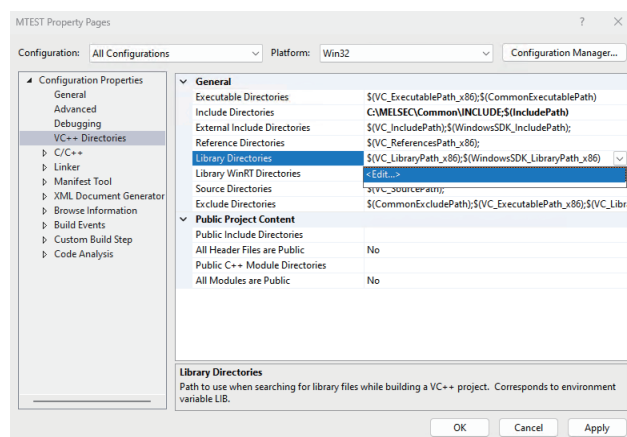 MTEST Property Pages
? ×
Configuration: All Configurations Platform: Win32 Configuration Manager...
Configuration Properties
General
Advanced
Debugging
VC++ Directories
C/C++
Linker
Manifest Tool
XML Document Generator
Browse Information
Build Events
Custom Build Step
Code Analysis
General
Executable Directories $(VC_ExecutablePath_x86);$(CommonExecutablePath)
Include Directories C:\MELSEC\Common\INCLUDE;$(IncludePath)
External Include Directories $(VC_IncludePath);$(WindowsSDK_IncludePath);
Reference Directories $(VC_ReferencesPath_x86);
Library Directories $(VC_LibraryPath_x86);$(WindowsSDK_LibraryPath_x86)
Library WinRT Directories <Edit...>
Source Directories $(VC_SourcePath);
Exclude Directories $(CommonExcludePath);$(VC_ExecutablePath_x86);$(VC_Libr
Public Project Content
Public Include Directories
All Header Files are Public No
Public C++ Module Directories
All Modules are Public No
Library Directories
Path to use when searching for library files while building a VC++ project. Corresponds to environment
variable LIB.
OK Cancel Apply